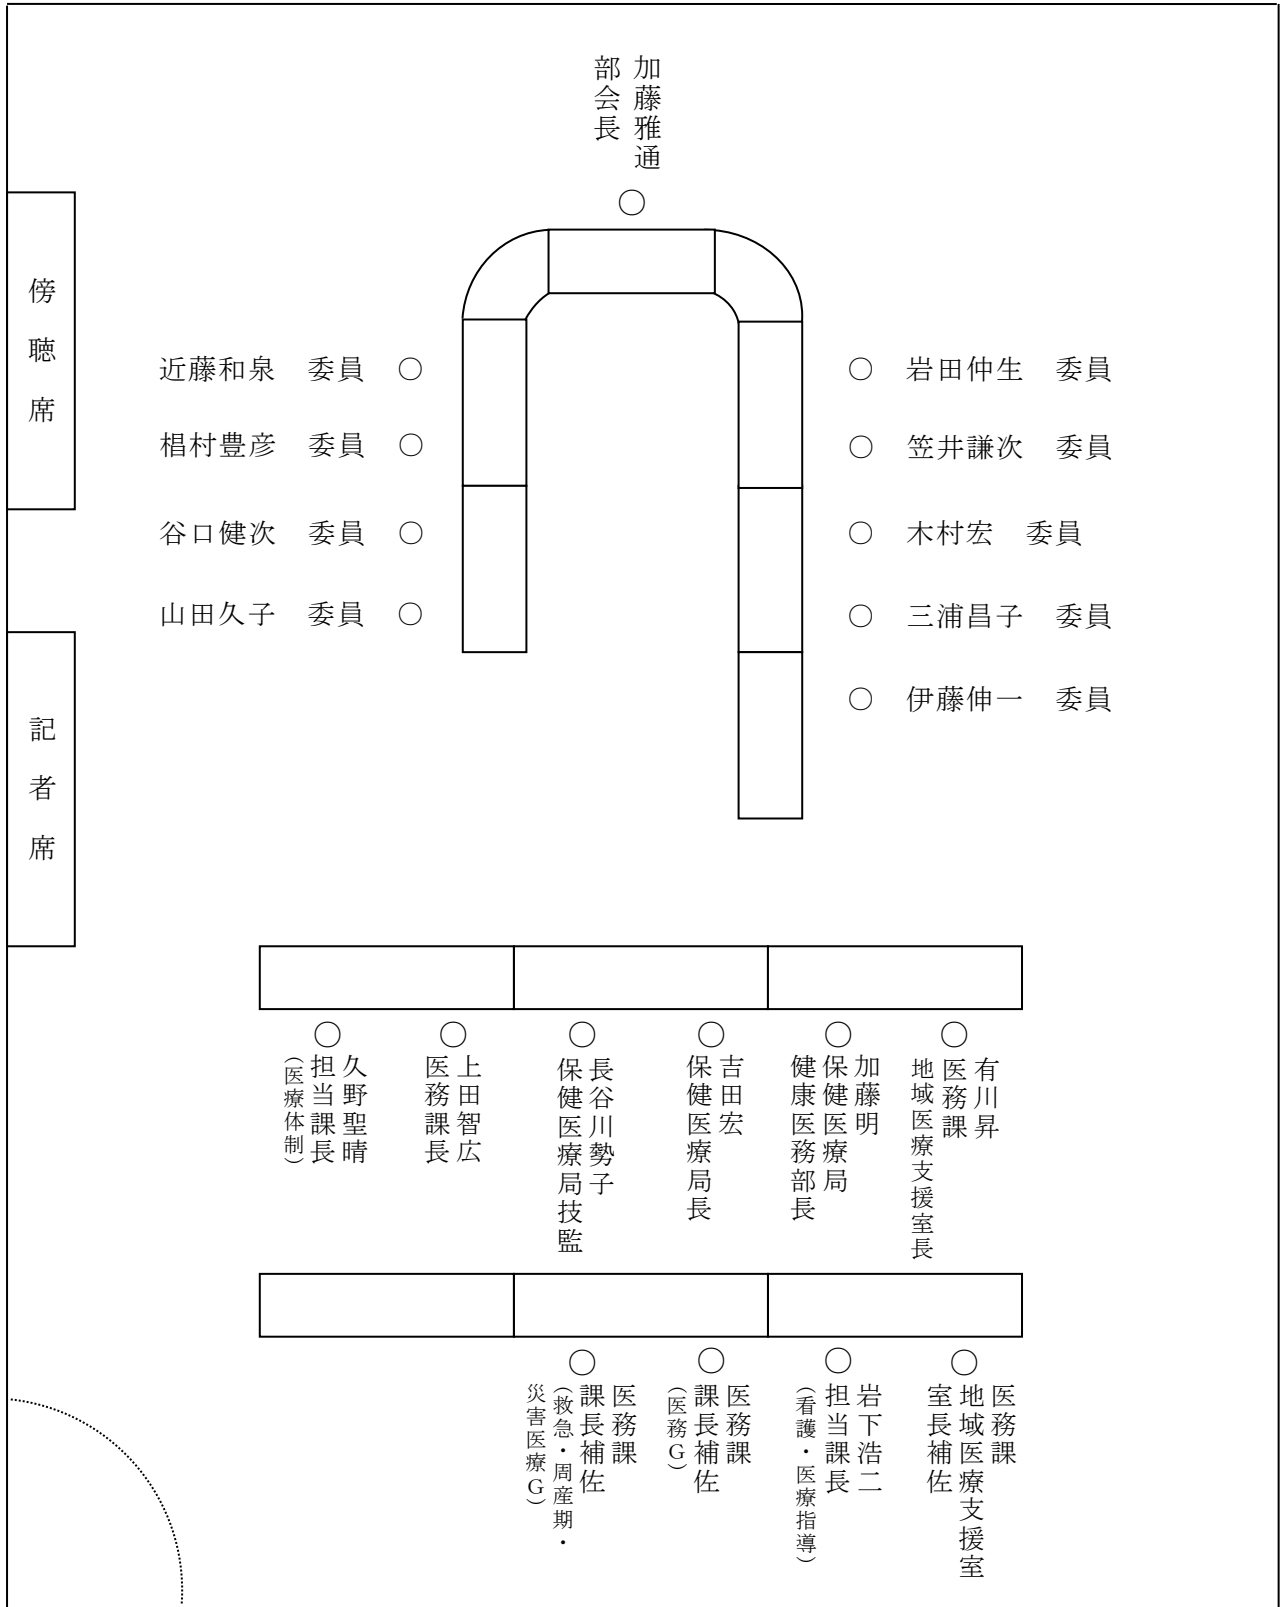 加藤雅通
部会長
○
傍聴席
記者席
近藤和泉　委員　○
椙村豊彦　委員　○
谷口健次　委員　○
山田久子　委員　○
○　岩田仲生　委員
○　笠井謙次　委員
○　木村宏　委員
○　三浦昌子　委員
○　伊藤伸一　委員
○
有川昇
医務課
地域医療支援室長
○
加藤明
保健医療局
健康医務部長
○
吉田宏
保健医療局長
○
長谷川勢子
保健医療局技監
○
上田智広
医務課長
○
久野聖晴
担当課長
（医療体制）
○
医務課
地域医療支援室
室長補佐
○
岩下浩二
担当課長
（看護・医療指導）
○
医務課
課長補佐
（医務G）
○
医務課
課長補佐
（救急・周産期・
災害医療G）